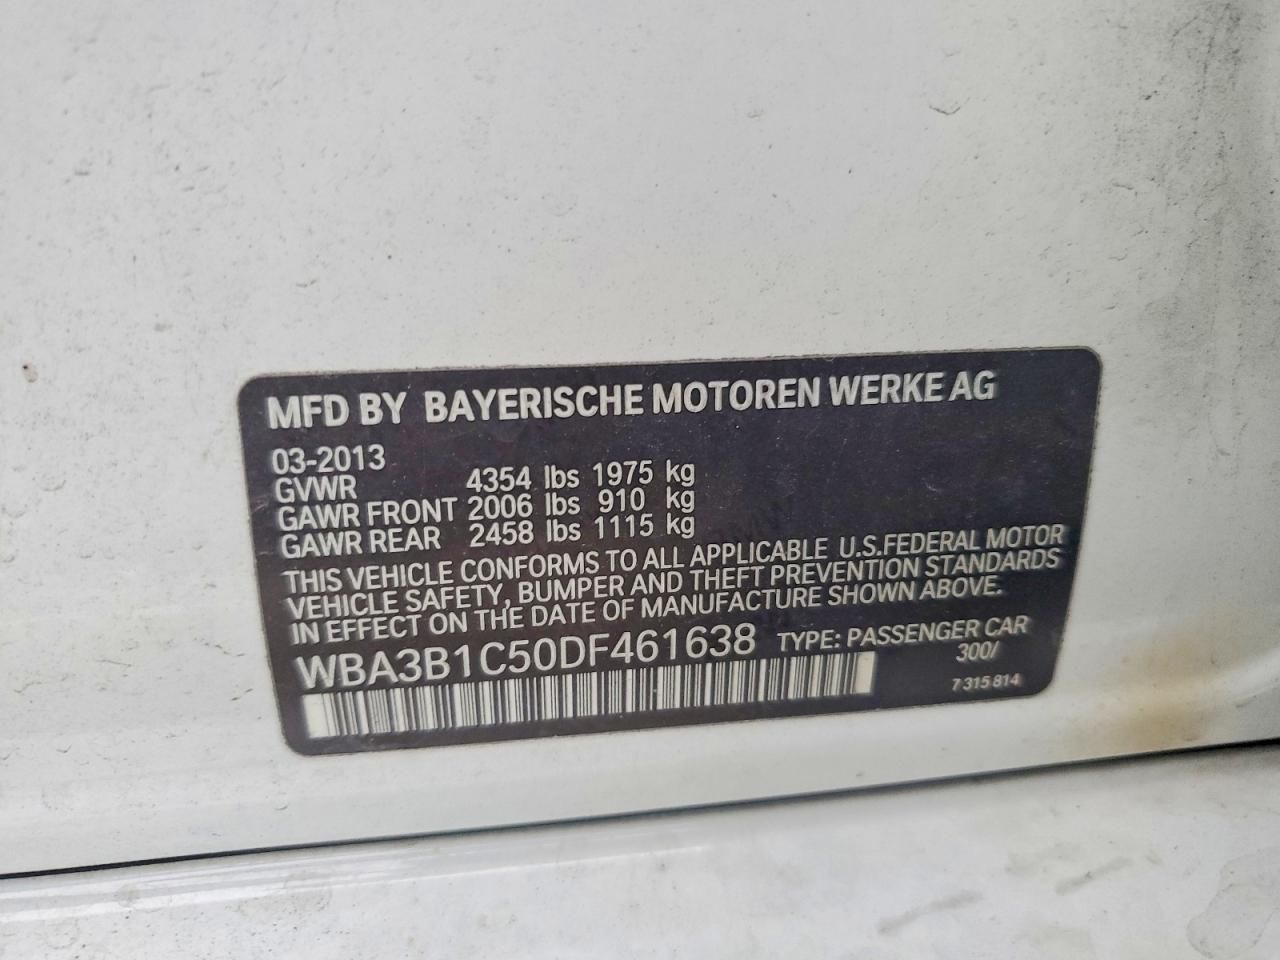 MFD BY BAYERISCHE MOTOREN WERKE AG
03-2013
GVWR 4354 lbs 1975 kg
GAWR FRONT 2006 lbs 910 kg
GAWR REAR 2458 lbs 1115 kg
THIS VEHICLE CONFORMS TO ALL APPLICABLE U.S.FEDERAL MOTOR
VEHICLE SAFETY, BUMPER AND THEFT PREVENTION STANDARDS
IN EFFECT ON THE DATE OF MANUFACTURE SHOWN ABOVE.
WBA3B1C50DF461638 TYPE: PASSENGER CAR
300/
7 315 814